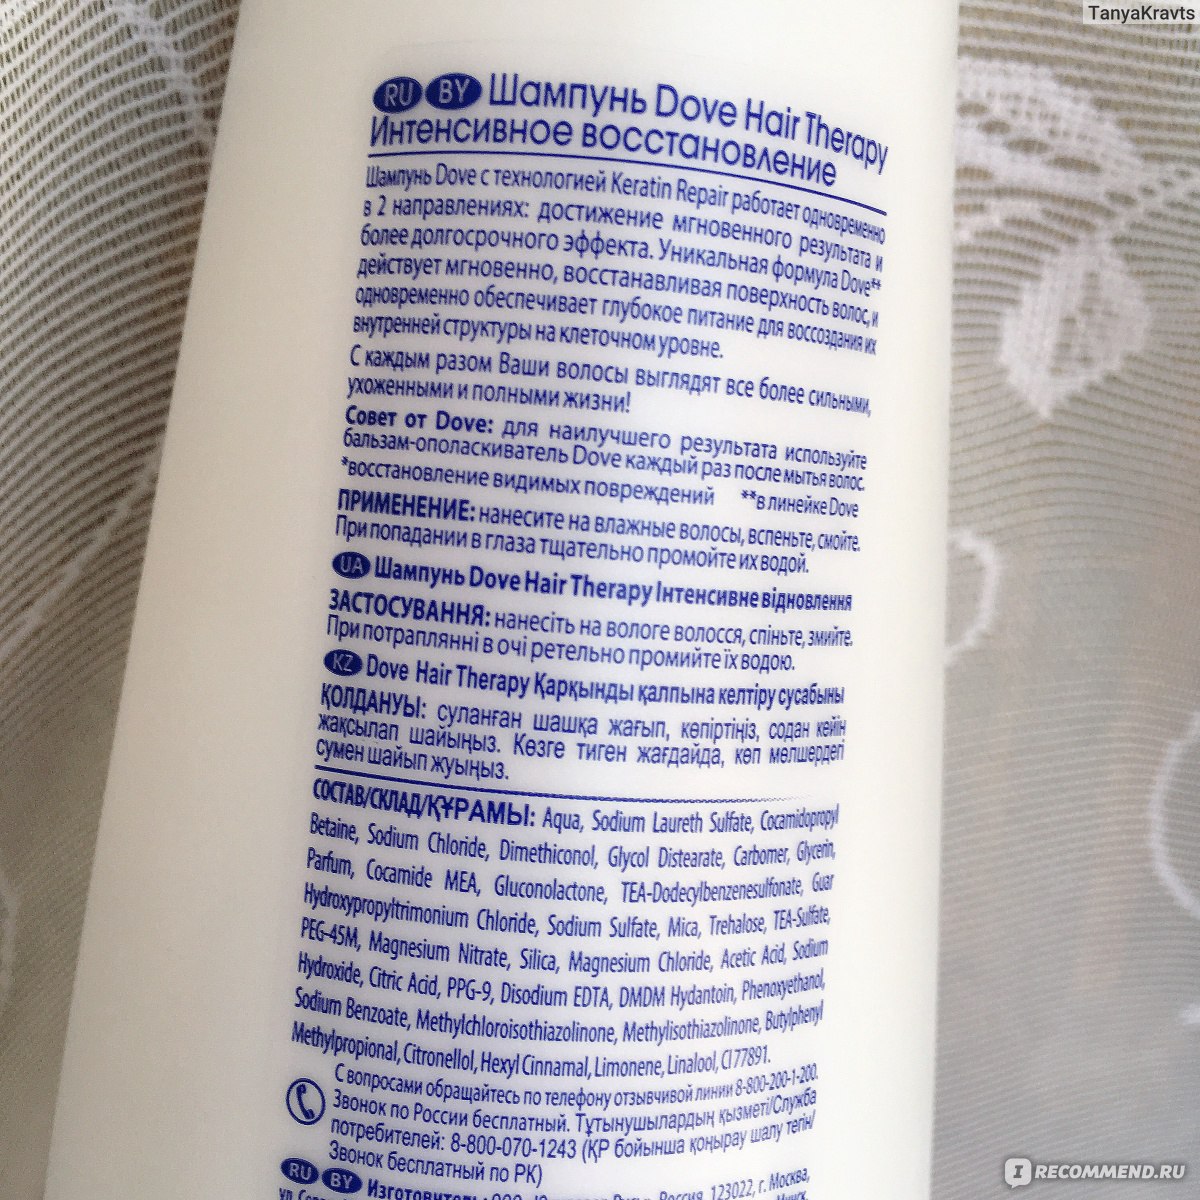 TanyaKravts
RU BY Шампунь Dove Hair Therapy
Интенсивное восстановление
Шампунь Dove с технологией Keratin Repair работает одновременно
в 2 направлениях: достижение мгновенного результата и
более долгосрочного эффекта. Уникальная формула Dove**
действует мгновенно, восстанавливая поверхность волос, и
одновременно обеспечивает глубокое питание для воссоздания их
внутренней структуры на клеточном уровне.
С каждым разом Ваши волосы выглядят все более сильными,
ухоженными и полными жизни!
Совет от Dove: для наилучшего результата используйте
бальзам-ополаскиватель Dove каждый раз после мытья волос.
*восстановление видимых повреждений **в линейке Dove
ПРИМЕНЕНИЕ: нанесите на влажные волосы, вспеньте, смойте.
При попадании в глаза тщательно промойте их водой.
UA Шампунь Dove Hair Therapy Інтенсивне відновлення
ЗАСТОСУВАННЯ: нанесіть на вологе волосся, спіньте, змийте.
При потраплянні в очі ретельно промийте їх водою.
KZ Dove Hair Therapy Қарқынды қалпына келтіру сусабыны
ҚОЛДАНУЫ: суланған шашқа жағып, көпіртіңіз, содан кейін
жақсылап шайыңыз. Көзге тиген жағдайда, көп мөлшердегі
сумен шайып жуыңыз.
СОСТАВ/СКЛАД/ҚҰРАМЫ: Aqua, Sodium Laureth Sulfate, Cocamidopropyl
Betaine, Sodium Chloride, Dimethiconol, Glycol Distearate, Carbomer, Glycerin,
Parfum, Cocamide MEA, Gluconolactone, TEA-Dodecylbenzenesulfonate, Guar
Hydroxypropyltrimonium Chloride, Sodium Sulfate, Mica, Trehalose, TEA-Sulfate,
PEG-45M, Magnesium Nitrate, Silica, Magnesium Chloride, Acetic Acid, Sodium
Hydroxide, Citric Acid, PPG-9, Disodium EDTA, DMDM Hydantoin, Phenoxyethanol,
Sodium Benzoate, Methylchloroisothiazolinone, Methylisothiazolinone, Butylphenyl
Methylpropional, Citronellol, Hexyl Cinnamal, Limonene, Linalool, CI 77891.
С вопросами обращайтесь по телефону отзывчивой линии 8-800-200-1-200.
Звонок по России бесплатный. Тұтынушылардың қызметі/Служба
потребителей: 8-800-070-1243 (ҚР бойынша қоңырау шалу тегін/
Звонок бесплатный по РК)
RU BY Изготовитель: Россия, 123022, г. Москва,
I RECOMMEND.RU